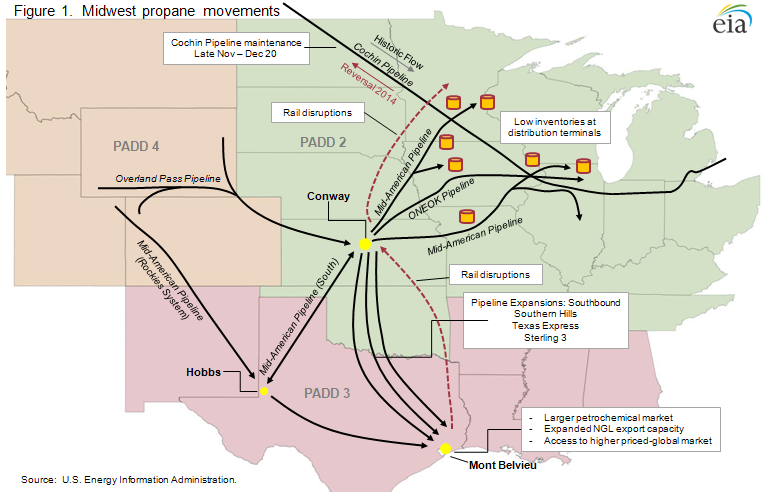 Figure 1.  Midwest propane movements
eia
Cochin Pipeline maintenance
Late Nov – Dec 20
Historic Flow
Cochin Pipeline
Reversal 2014
Rail disruptions
Low inventories at
distribution terminals
PADD 4
PADD 2
Overland Pass Pipeline
Mid-American Pipeline
Conway
ONEOK Pipeline
Mid-American Pipeline
Mid-American Pipeline
(Rockies System)
Mid-American Pipeline (South)
Rail disruptions
Pipeline Expansions: Southbound
Southern Hills
Texas Express
Sterling 3
Hobbs
PADD 3
- Larger petrochemical market
- Expanded NGL export capacity
- Access to higher priced-global market
Mont Belvieu
Source:  U.S. Energy Information Administration.